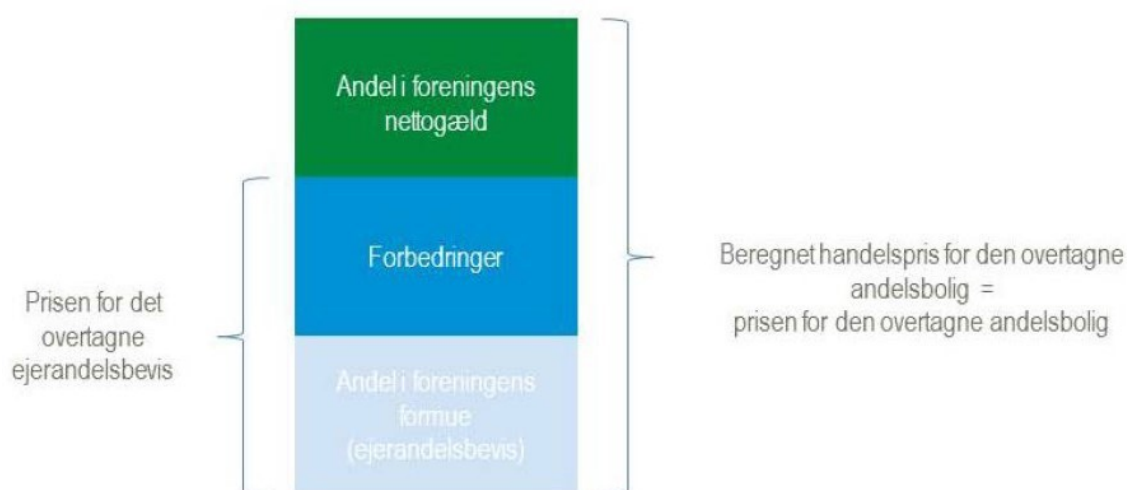 Andel i foreningens
nettogæld
Forbedringer
Andel i foreningens
formue
(ejerandelsbevis)
Prisen for det
overtagne
ejerandelsbevis
Beregnet handelspris for den overtagne
andelsbolig =
prisen for den overtagne andelsbolig